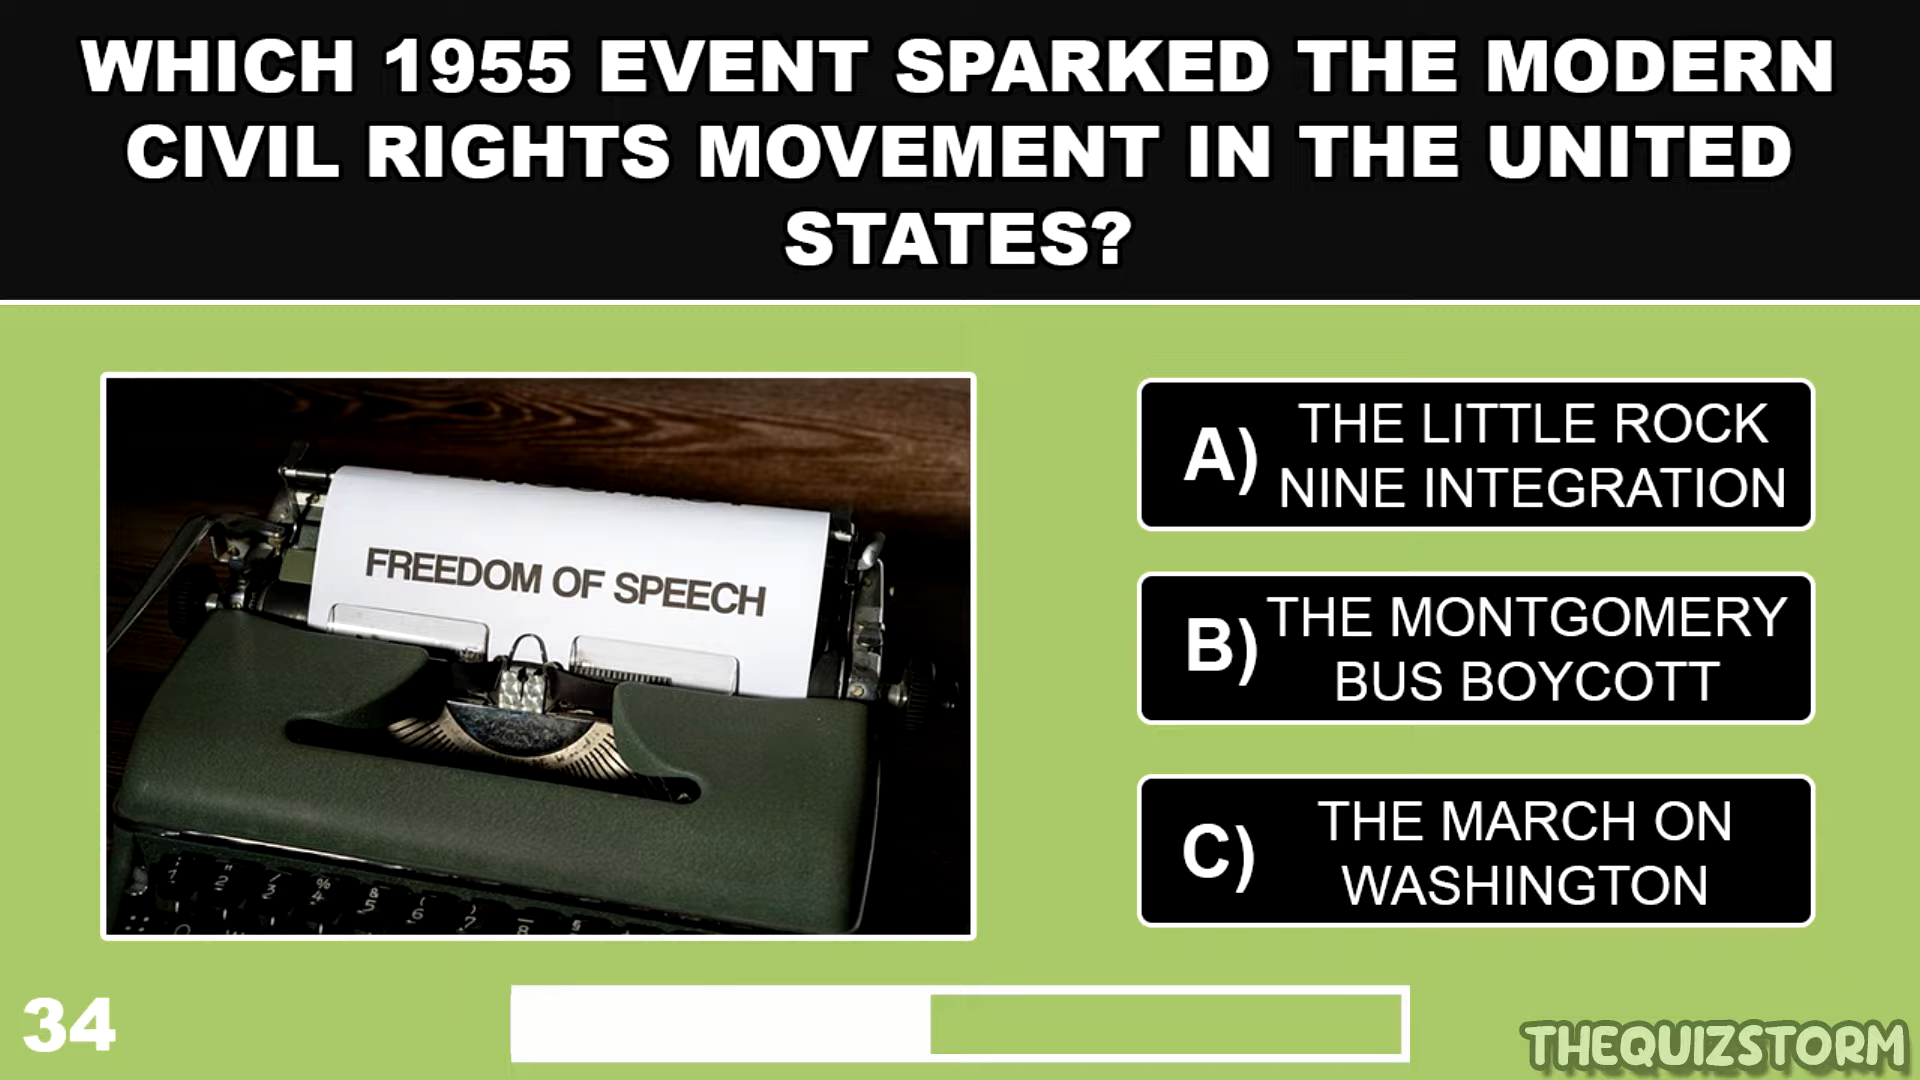 WHICH 1955 EVENT SPARKED THE MODERN
CIVIL RIGHTS MOVEMENT IN THE UNITED
STATES?
FREEDOM OF SPEECH
A) THE LITTLE ROCK
NINE INTEGRATION
B) THE MONTGOMERY
BUS BOYCOTT
C) THE MARCH ON
WASHINGTON
34
THEQUIZSTORM